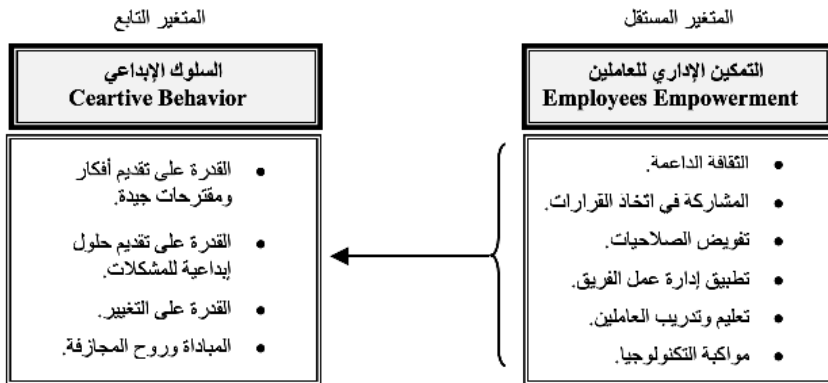 المتغير المستقل
التمكين الإداري للعاملين
Employees Empowerment
• الثقافة الداعمة.
• المشاركة في اتخاذ القرارات.
• تفويض الصلاحيات.
• تطبيق إدارة عمل الفريق.
• تعليم وتدريب العاملين.
• مواكبة التكنولوجيا.
المتغير التابع
السلوك الإبداعي
Ceartive Behavior
• القدرة على تقديم أفكار
ومقترحات جيدة.
• القدرة على تقديم حلول
إبداعية للمشكلات.
• القدرة على التغيير.
• المباداة وروح المجازفة.